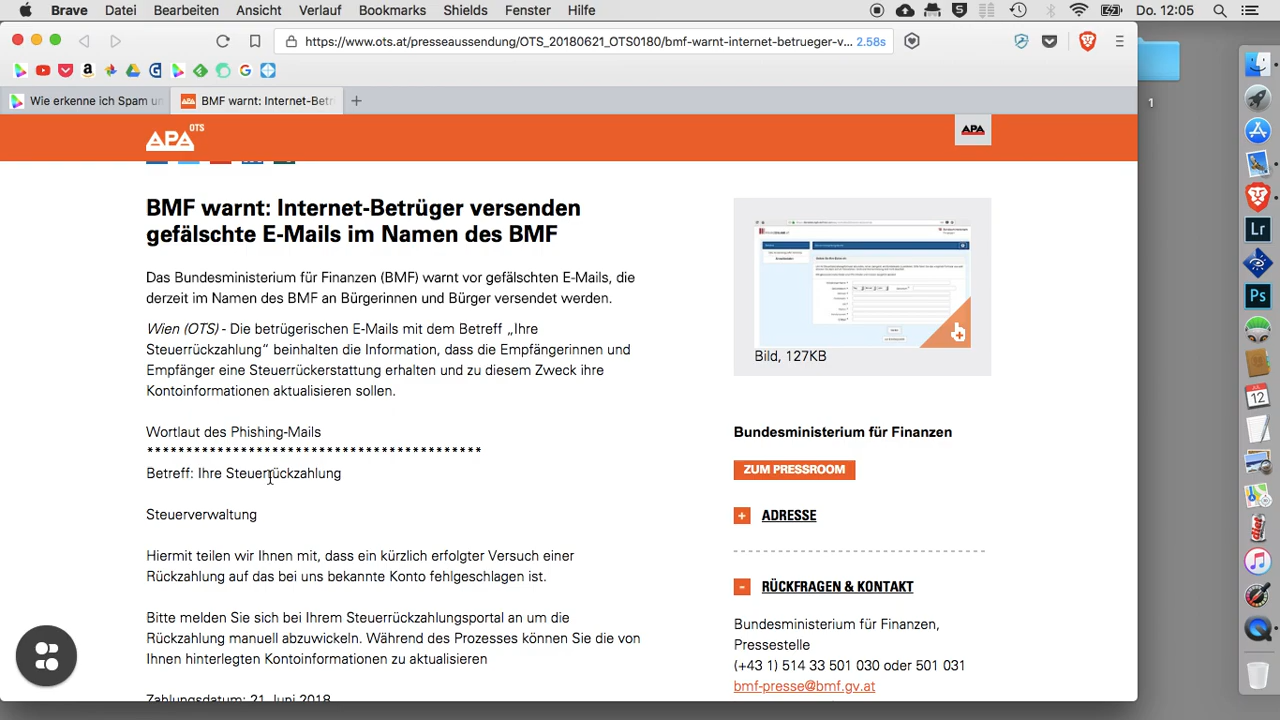 Brave Datei Bearbeiten Ansicht Verlauf Bookmarks Shields Fenster Hilfe Do. 12:05
https://www.ots.at/presseaussendung/OTS_20180621_OTS0180/bmf-warnt-internet-betrueger-v... 2.58s
Wie erkenne ich Spam un BMF warnt: Internet-Betr
APA OTS
APA
BMF warnt: Internet-Betrüger versenden
gefälschte E-Mails im Namen des BMF
Das Bundesministerium für Finanzen (BMF) warnt vor gefälschten E-Mails, die
derzeit im Namen des BMF an Bürgerinnen und Bürger versendet werden.
Wien (OTS) - Die betrügerischen E-Mails mit dem Betreff „Ihre
Steuerrückzahlung“ beinhalten die Information, dass die Empfängerinnen und
Empfänger eine Steuerrückerstattung erhalten und zu diesem Zweck ihre
Kontoinformationen aktualisieren sollen.
Wortlaut des Phishing-Mails
******************************************
Betreff: Ihre Steuerrückzahlung
Steuerverwaltung
Hiermit teilen wir Ihnen mit, dass ein kürzlich erfolgter Versuch einer
Rückzahlung auf das bei uns bekannte Konto fehlgeschlagen ist.
Bitte melden Sie sich bei Ihrem Steuerrückzahlungsportal an um die
Rückzahlung manuell abzuwickeln. Während des Prozesses können Sie die von
Ihnen hinterlegten Kontoinformationen zu aktualisieren
Zahlungsdatum: 21. Juni 2018
Bild, 127KB
Bundesministerium für Finanzen
ZUM PRESSROOM
+ ADRESSE
- RÜCKFRAGEN & KONTAKT
Bundesministerium für Finanzen,
Pressestelle
(+43 1) 514 33 501 030 oder 501 031
bmf-presse@bmf.gv.at
1
Lr
Ps
12